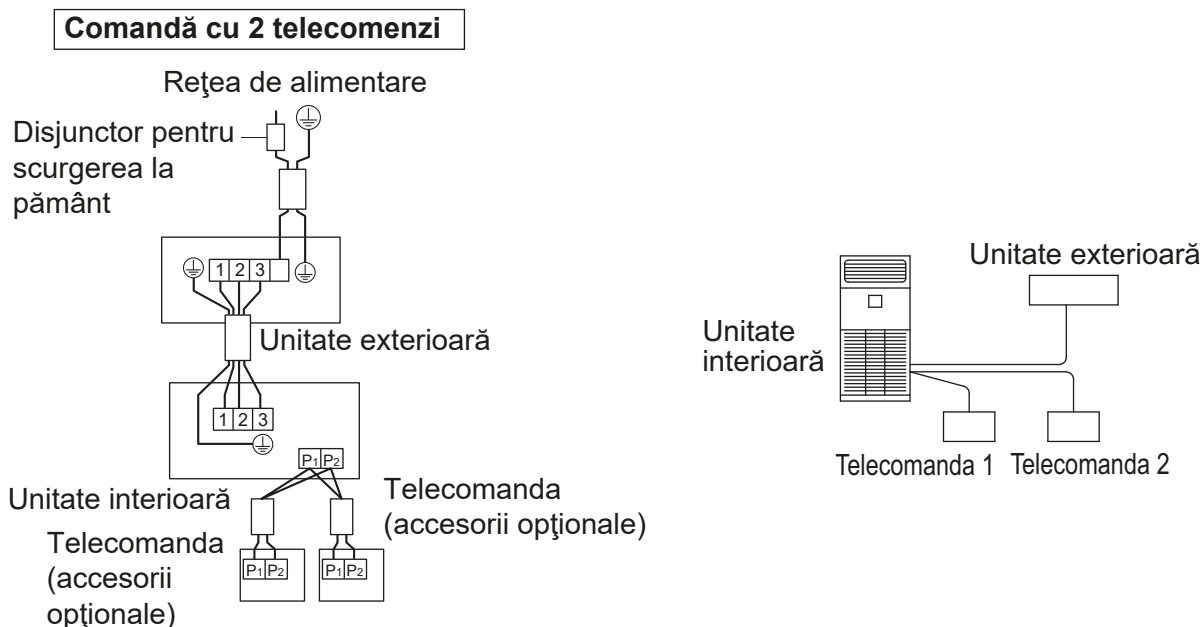 Comandă cu 2 telecomenzi
Reţea de alimentare
Disjunctor pentru
scurgerea la
pământ
1 2 3
Unitate exterioară
1 2 3
P1 P2
Unitate interioară
Telecomanda
(accesorii opţionale)
Telecomanda
(accesorii
opţionale)
P1 P2
P1 P2
Unitate exterioară
Unitate
interioară
Telecomanda 1
Telecomanda 2